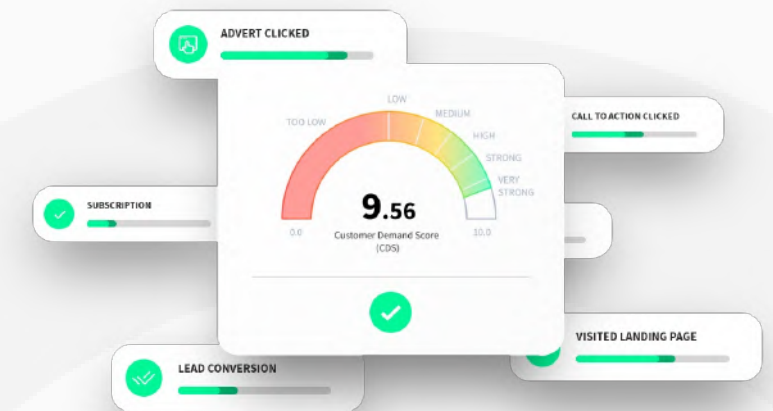 ADVERT CLICKED
LOW
MEDIUM
TOO LOW
HIGH
STRONG
VERY
STRONG
9.56
0.0
Customer Demand Score
(CDS)
10.0
CALL TO ACTION CLICKED
SUBSCRIPTION
VISITED LANDING PAGE
LEAD CONVERSION